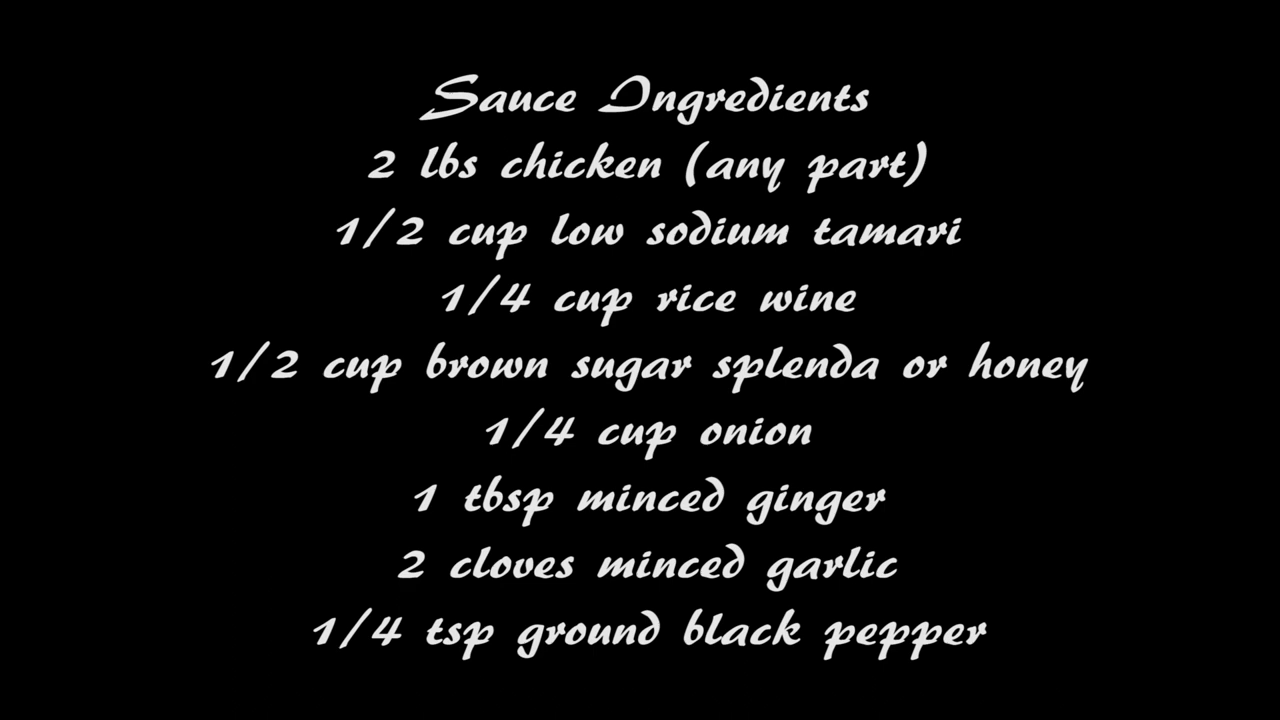 Sauce Ingredients
2 lbs chicken (any part)
1/2 cup low sodium tamari
1/4 cup rice wine
1/2 cup brown sugar splenda or honey
1/4 cup onion
1 tbsp minced ginger
2 cloves minced garlic
1/4 tsp ground black pepper